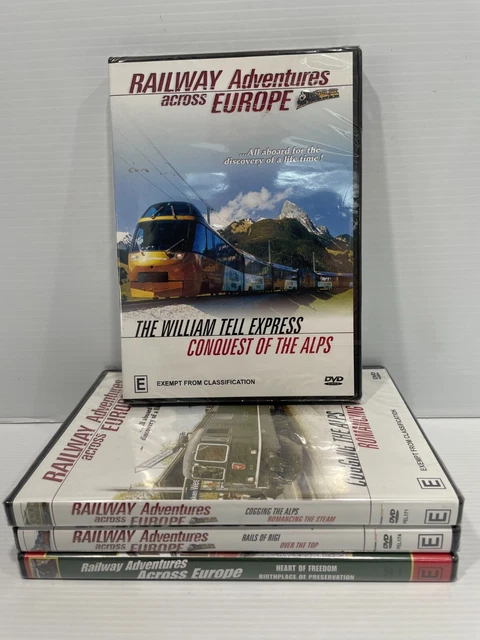 RAILWAY Adventures
across EUROPE
...All aboard for the
discovery of a life time!
THE WILLIAM TELL EXPRESS
CONQUEST OF THE ALPS
E EXEMPT FROM CLASSIFICATION DVD
RAILWAY Adventures
across EUROPE
COGGING THE ALPS
ROMANCING THE
E EXEMPT FROM CLASSIFICATION
RAILWAY Adventures
across EUROPE
COGGING THE ALPS
ROMANCING THE STEAM
DVD
E
RAILWAY Adventures
across EUROPE
RAILS OF RIGI
OVER THE TOP
DVD
E
Railway Adventures
Across Europe
HEART OF FREEDOM
BIRTHPLACE OF PRESERVATION
E